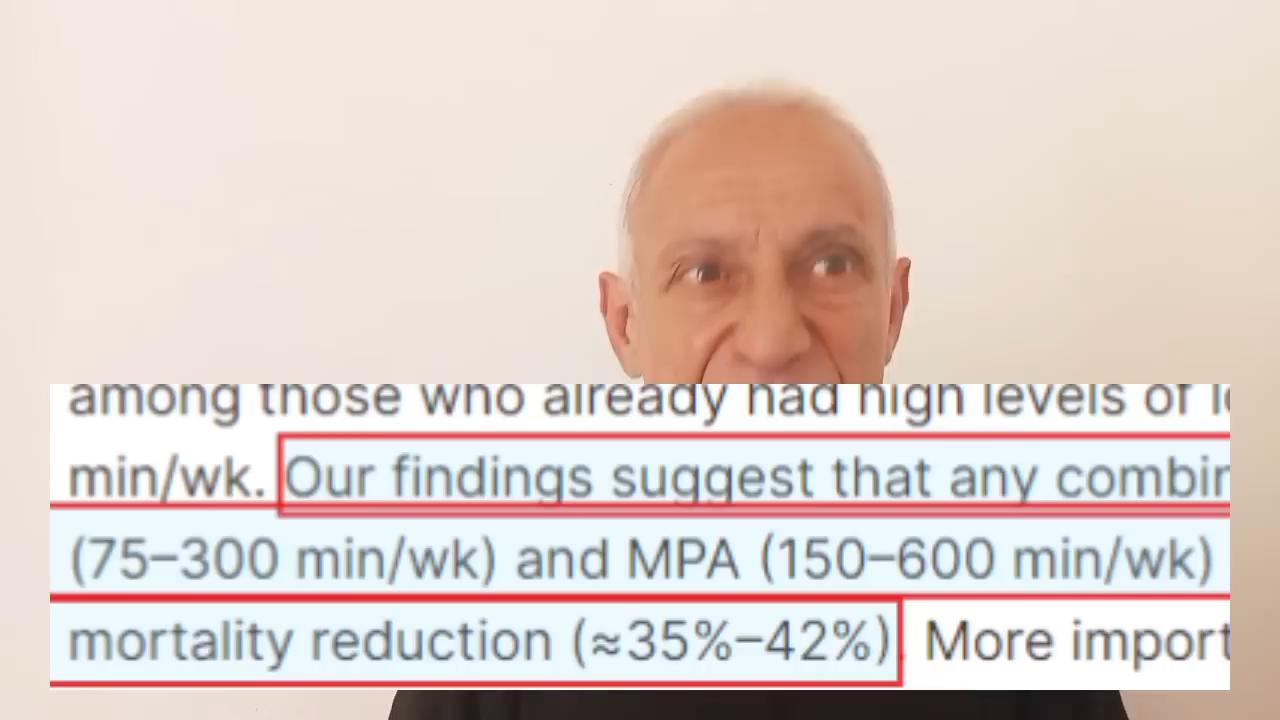 among those who already had high levels of
min/wk. Our findings suggest that any
(75–300 min/wk) and MPA (150–600 min/wk)
mortality reduction (≈35%–42%). More